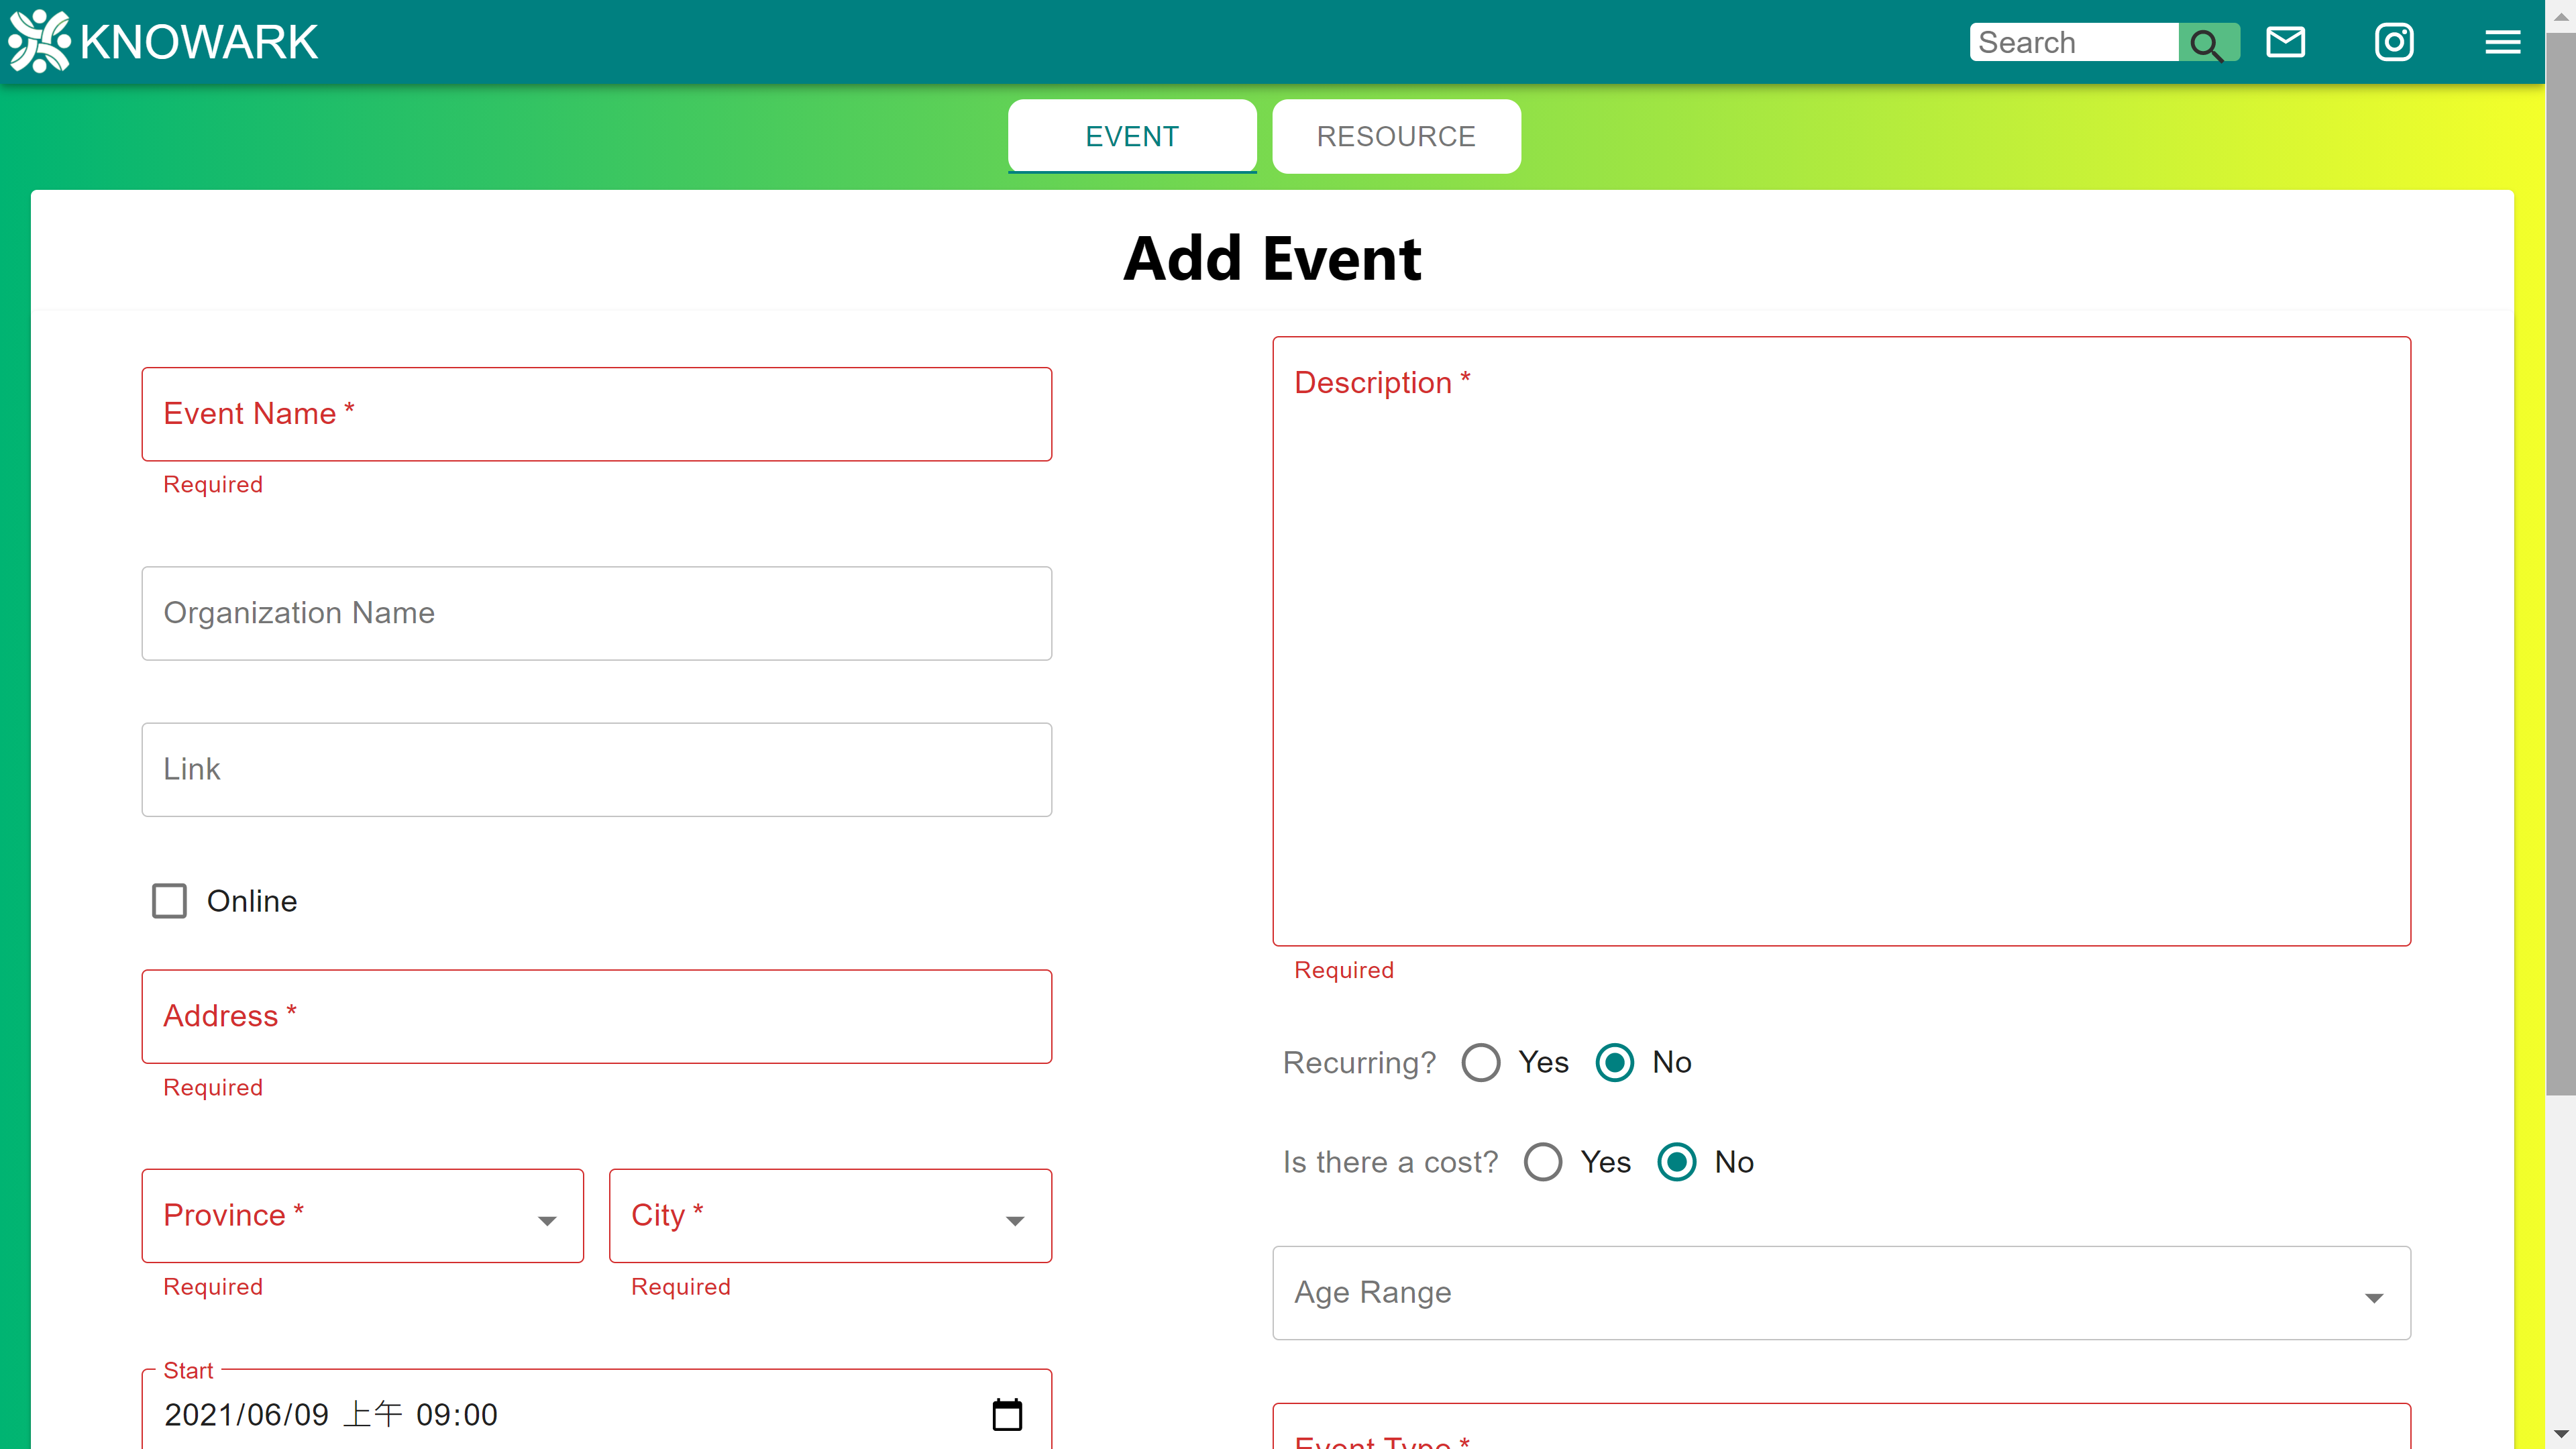 KNOWARK
Search
EVENT
RESOURCE
Add Event
Event Name *
Required
Organization Name
Link
Online
Address *
Required
Province *
City *
Required
Required
Start
2021/06/09 上午 09:00
Description *
Required
Recurring? Yes No
Is there a cost? Yes No
Age Range
Event Type *